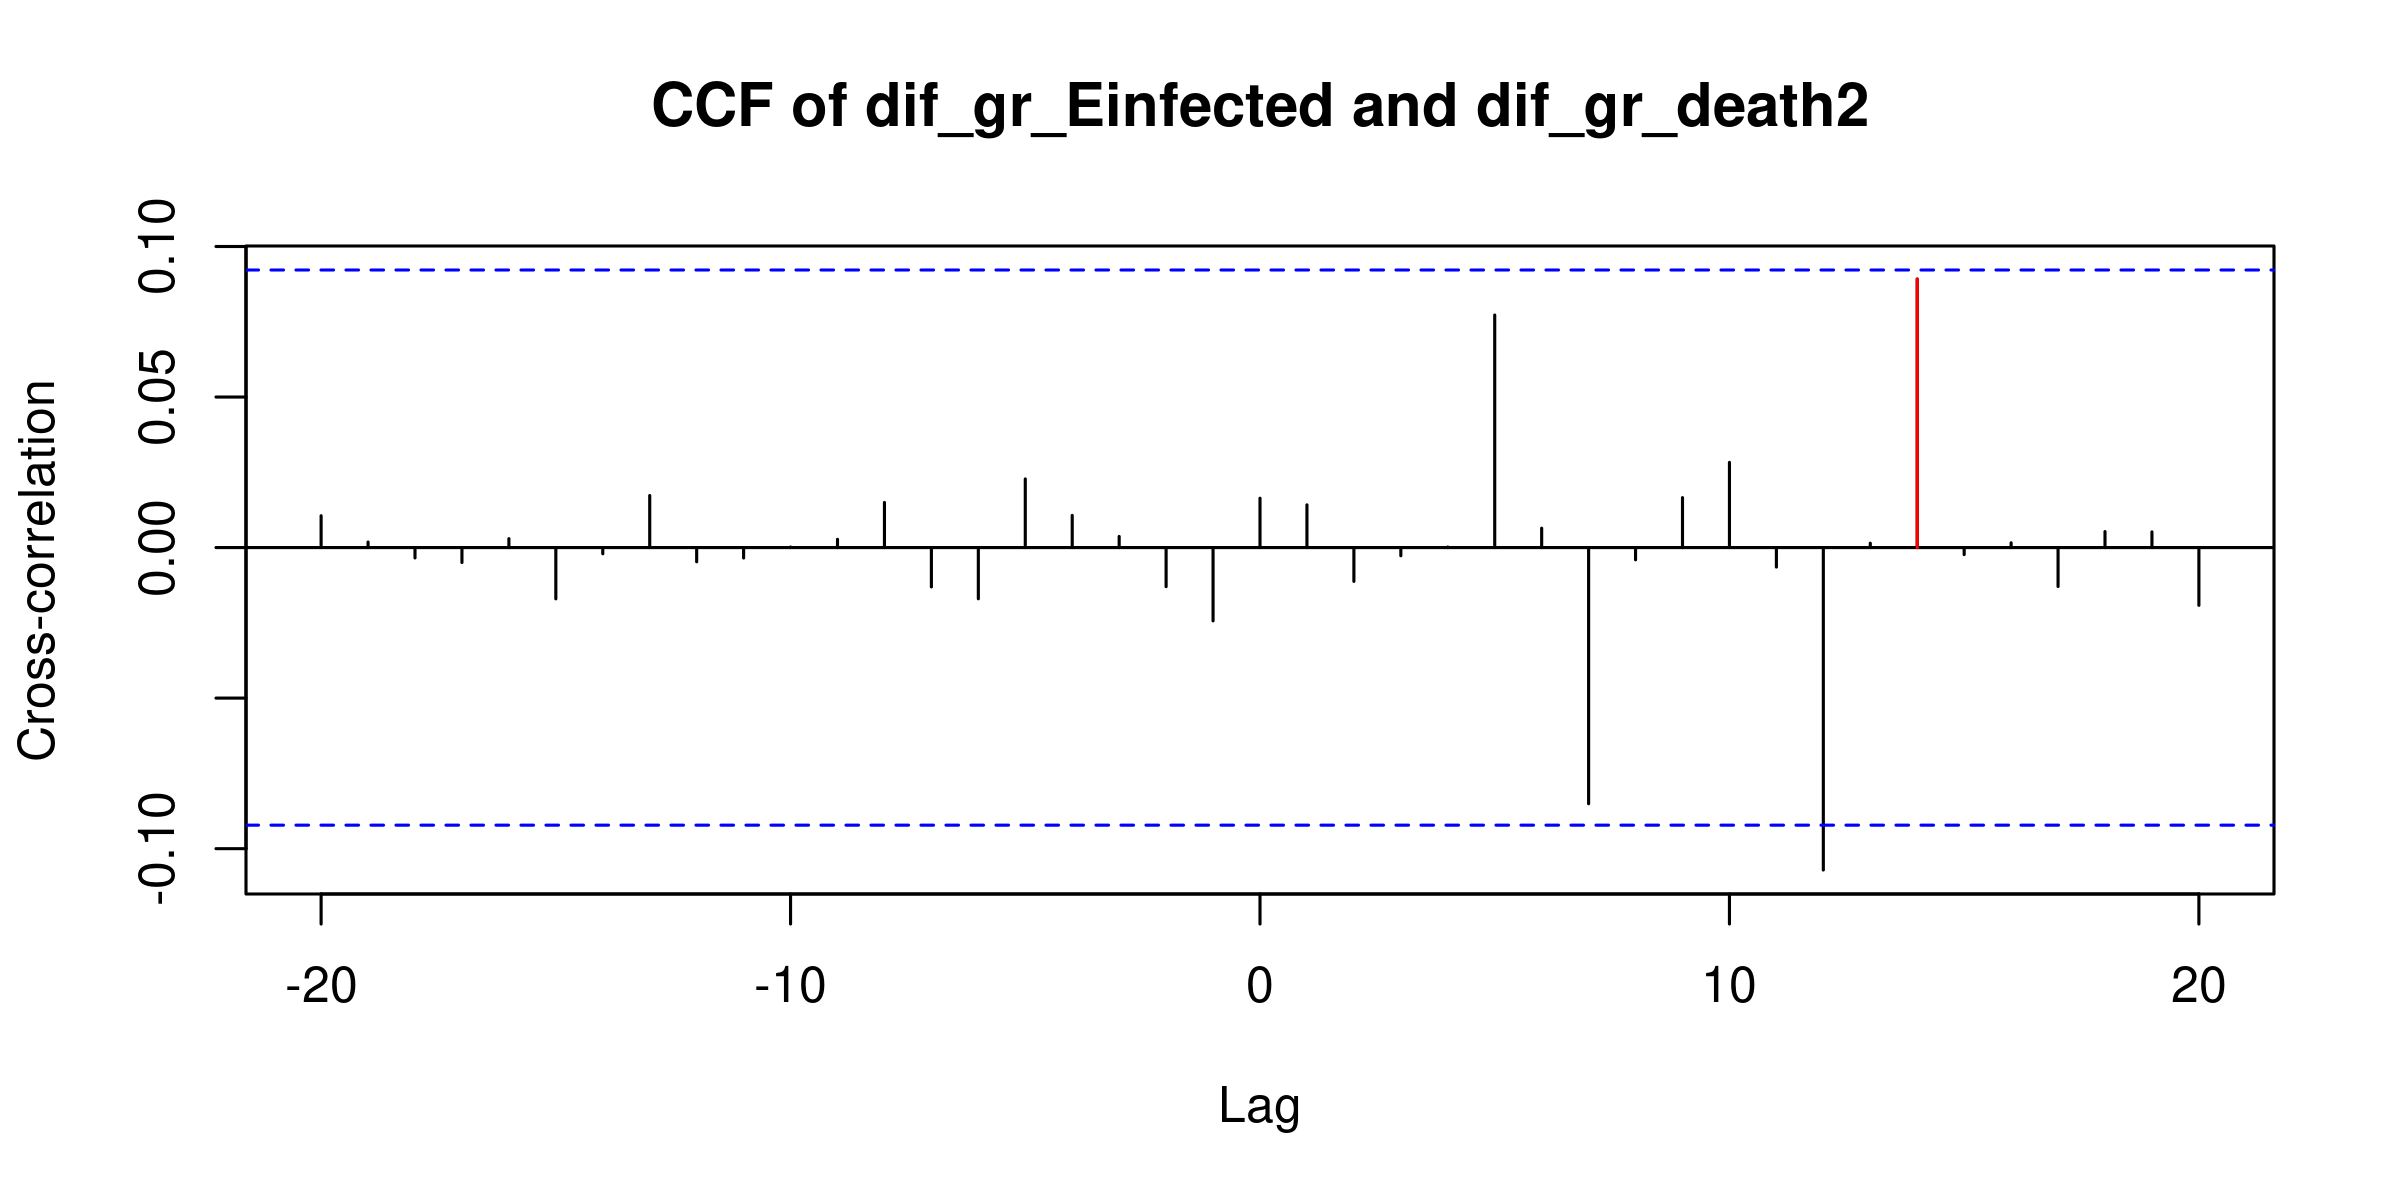 CCF of dif_gr_Einfected and dif_gr_death2
Cross-correlation
0.10
0.05
0.00
-0.10
-20 -10 0 10 20
Lag